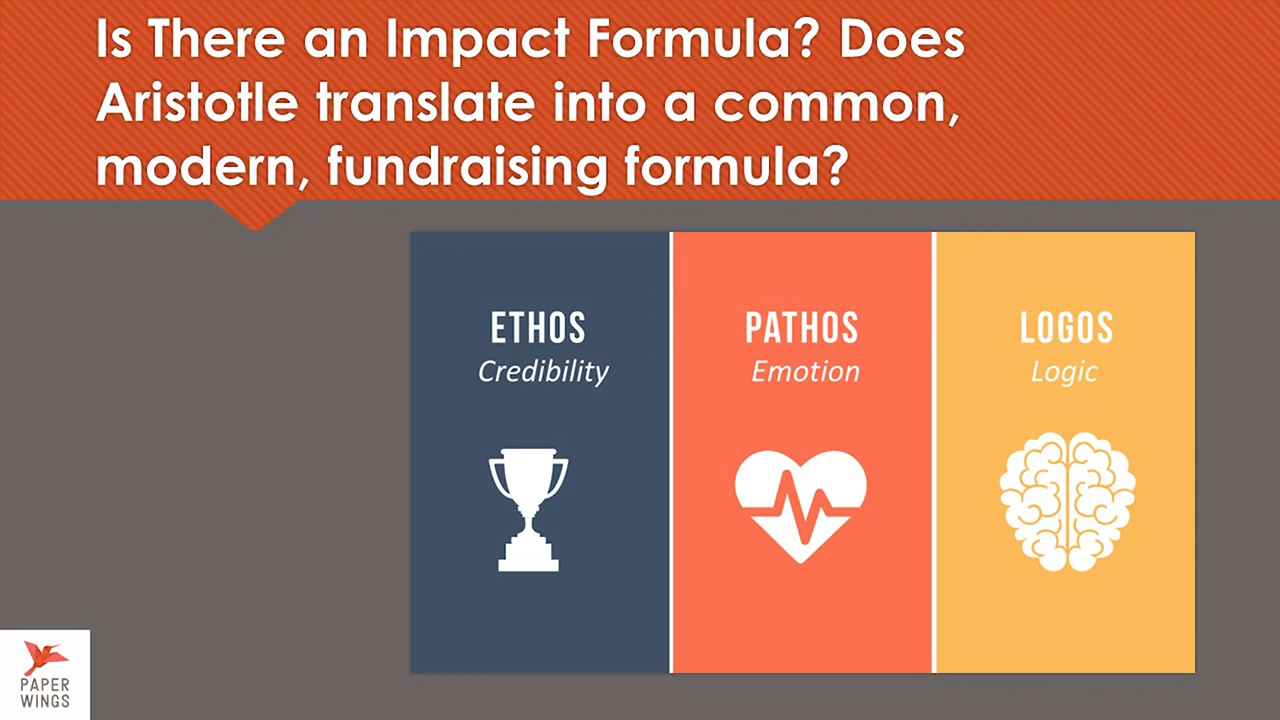 Is There an Impact Formula? Does
Aristotle translate into a common,
modern, fundraising formula?
ETHOS
Credibility
PATHOS
Emotion
LOGOS
Logic
PAPER
WINGS